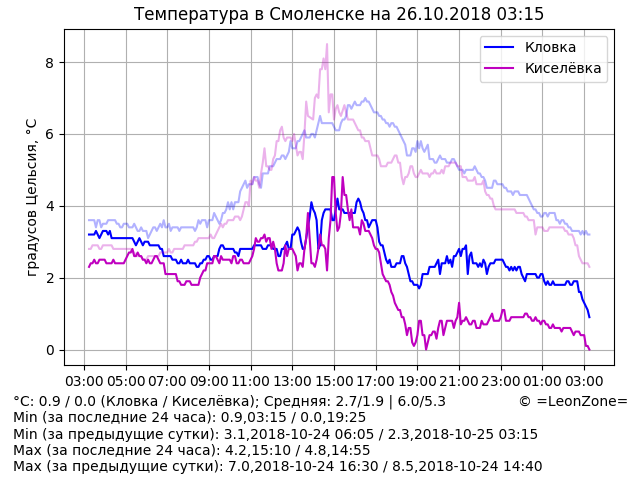 Температура в Смоленске на 26.10.2018 03:15
Кловка
Киселёвка
градусов Цельсия, °C
8
6
4
2
0
03:00 05:00 07:00 09:00 11:00 13:00 15:00 17:00 19:00 21:00 23:00 01:00 03:00
°C: 0.9 / 0.0 (Кловка / Киселёвка); Средняя: 2.7/1.9 | 6.0/5.3 © =LeonZone=
Min (за последние 24 часа): 0.9,03:15 / 0.0,19:25
Min (за предыдущие сутки): 3.1,2018-10-24 06:05 / 2.3,2018-10-25 03:15
Max (за последние 24 часа): 4.2,15:10 / 4.8,14:55
Max (за предыдущие сутки): 7.0,2018-10-24 16:30 / 8.5,2018-10-24 14:40